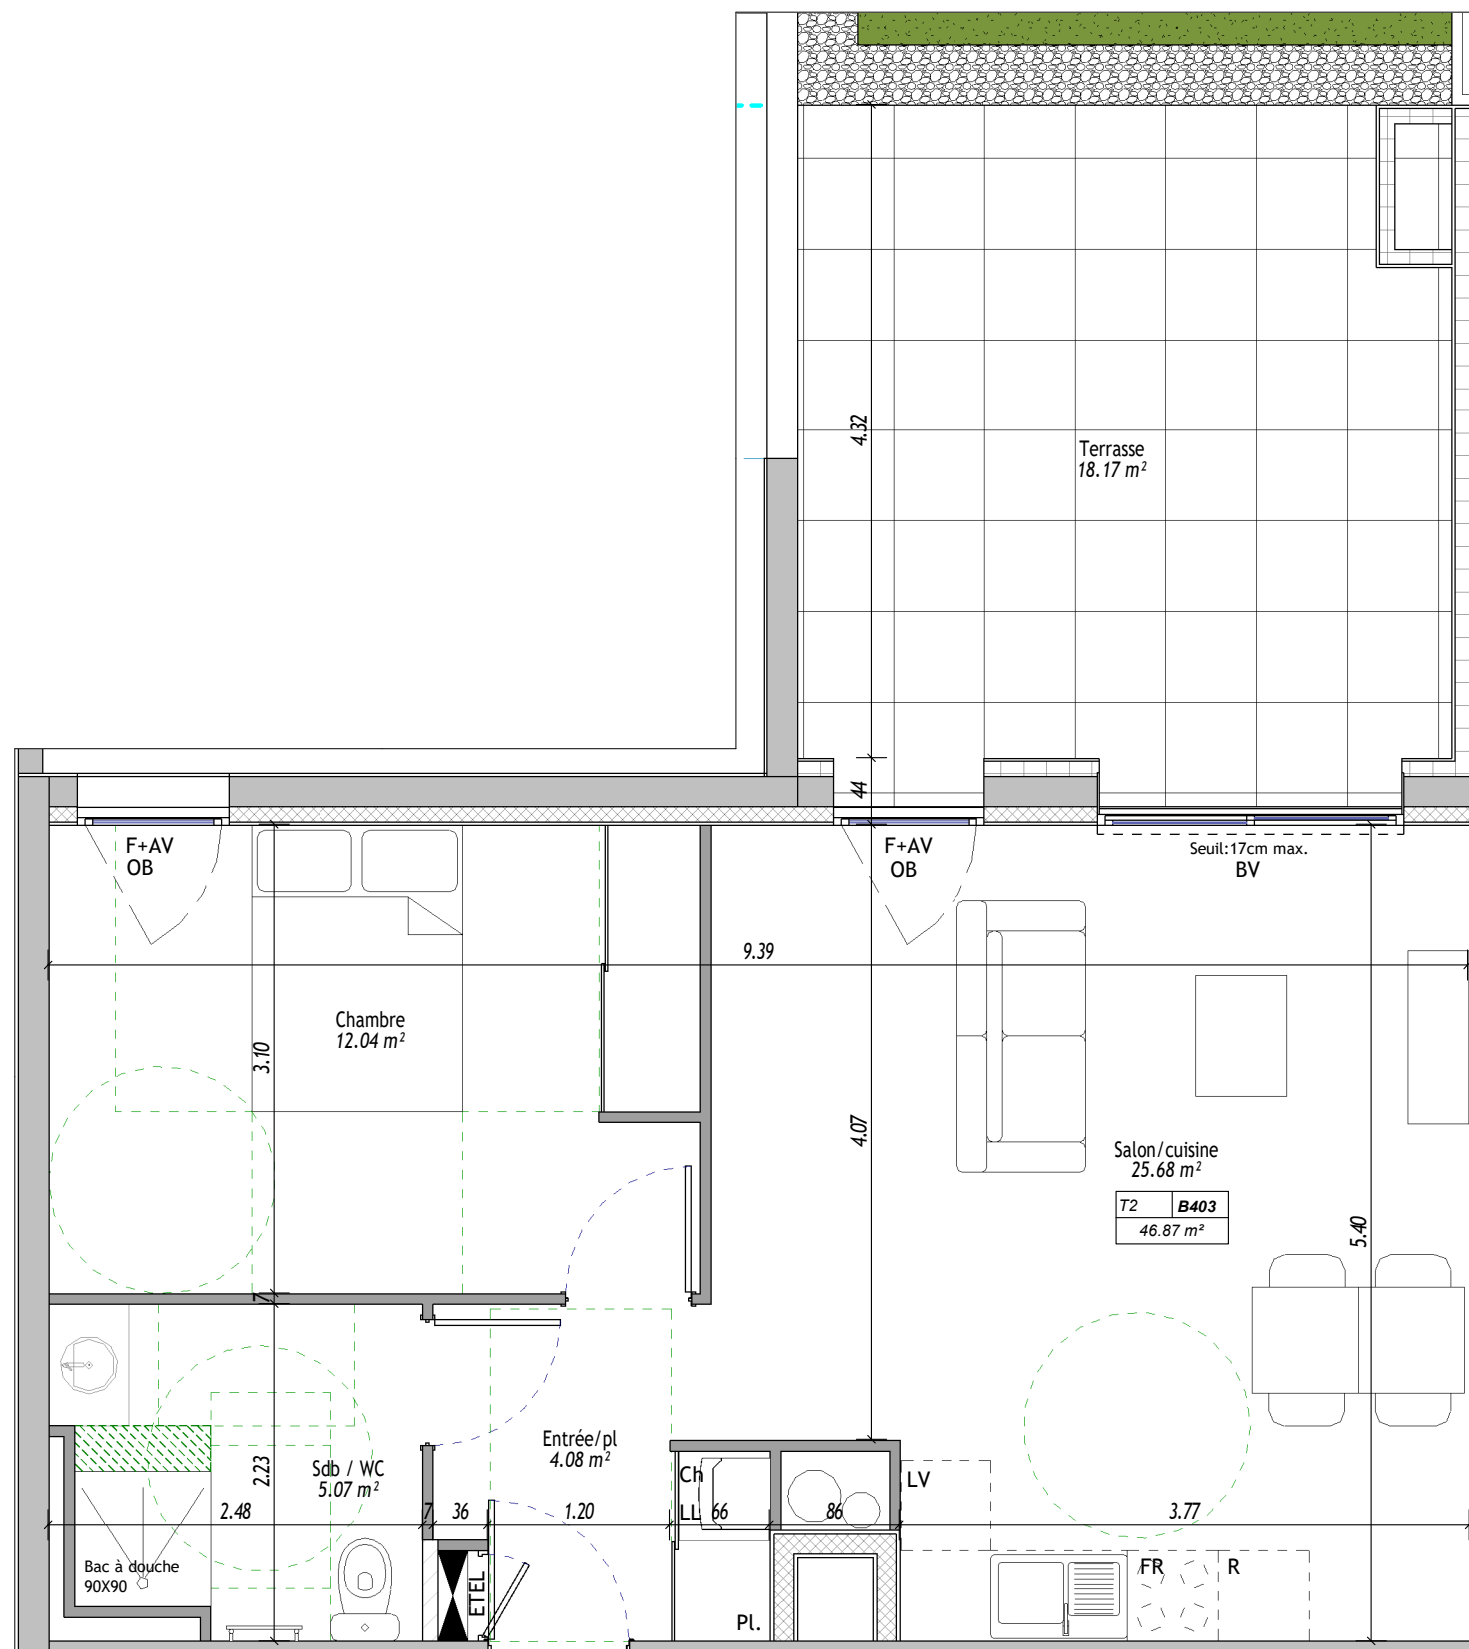 4.32
Terrasse
18.17 m²
44
F+AV
OB
F+AV
OB
Seuil:17cm max.
BV
9.39
Chambre
12.04 m²
3.10
4.07
Salon/cuisine
25.68 m²
T2 B403
46.87 m²
5.40
7
Entrée/pl
4.08 m²
Sdb / WC
5.07 m²
2.23
Ch
LL
LV
2.48
7
36
1.20
66
86
3.77
Bac à douche
90X90
ETEL
Pl.
FR
R